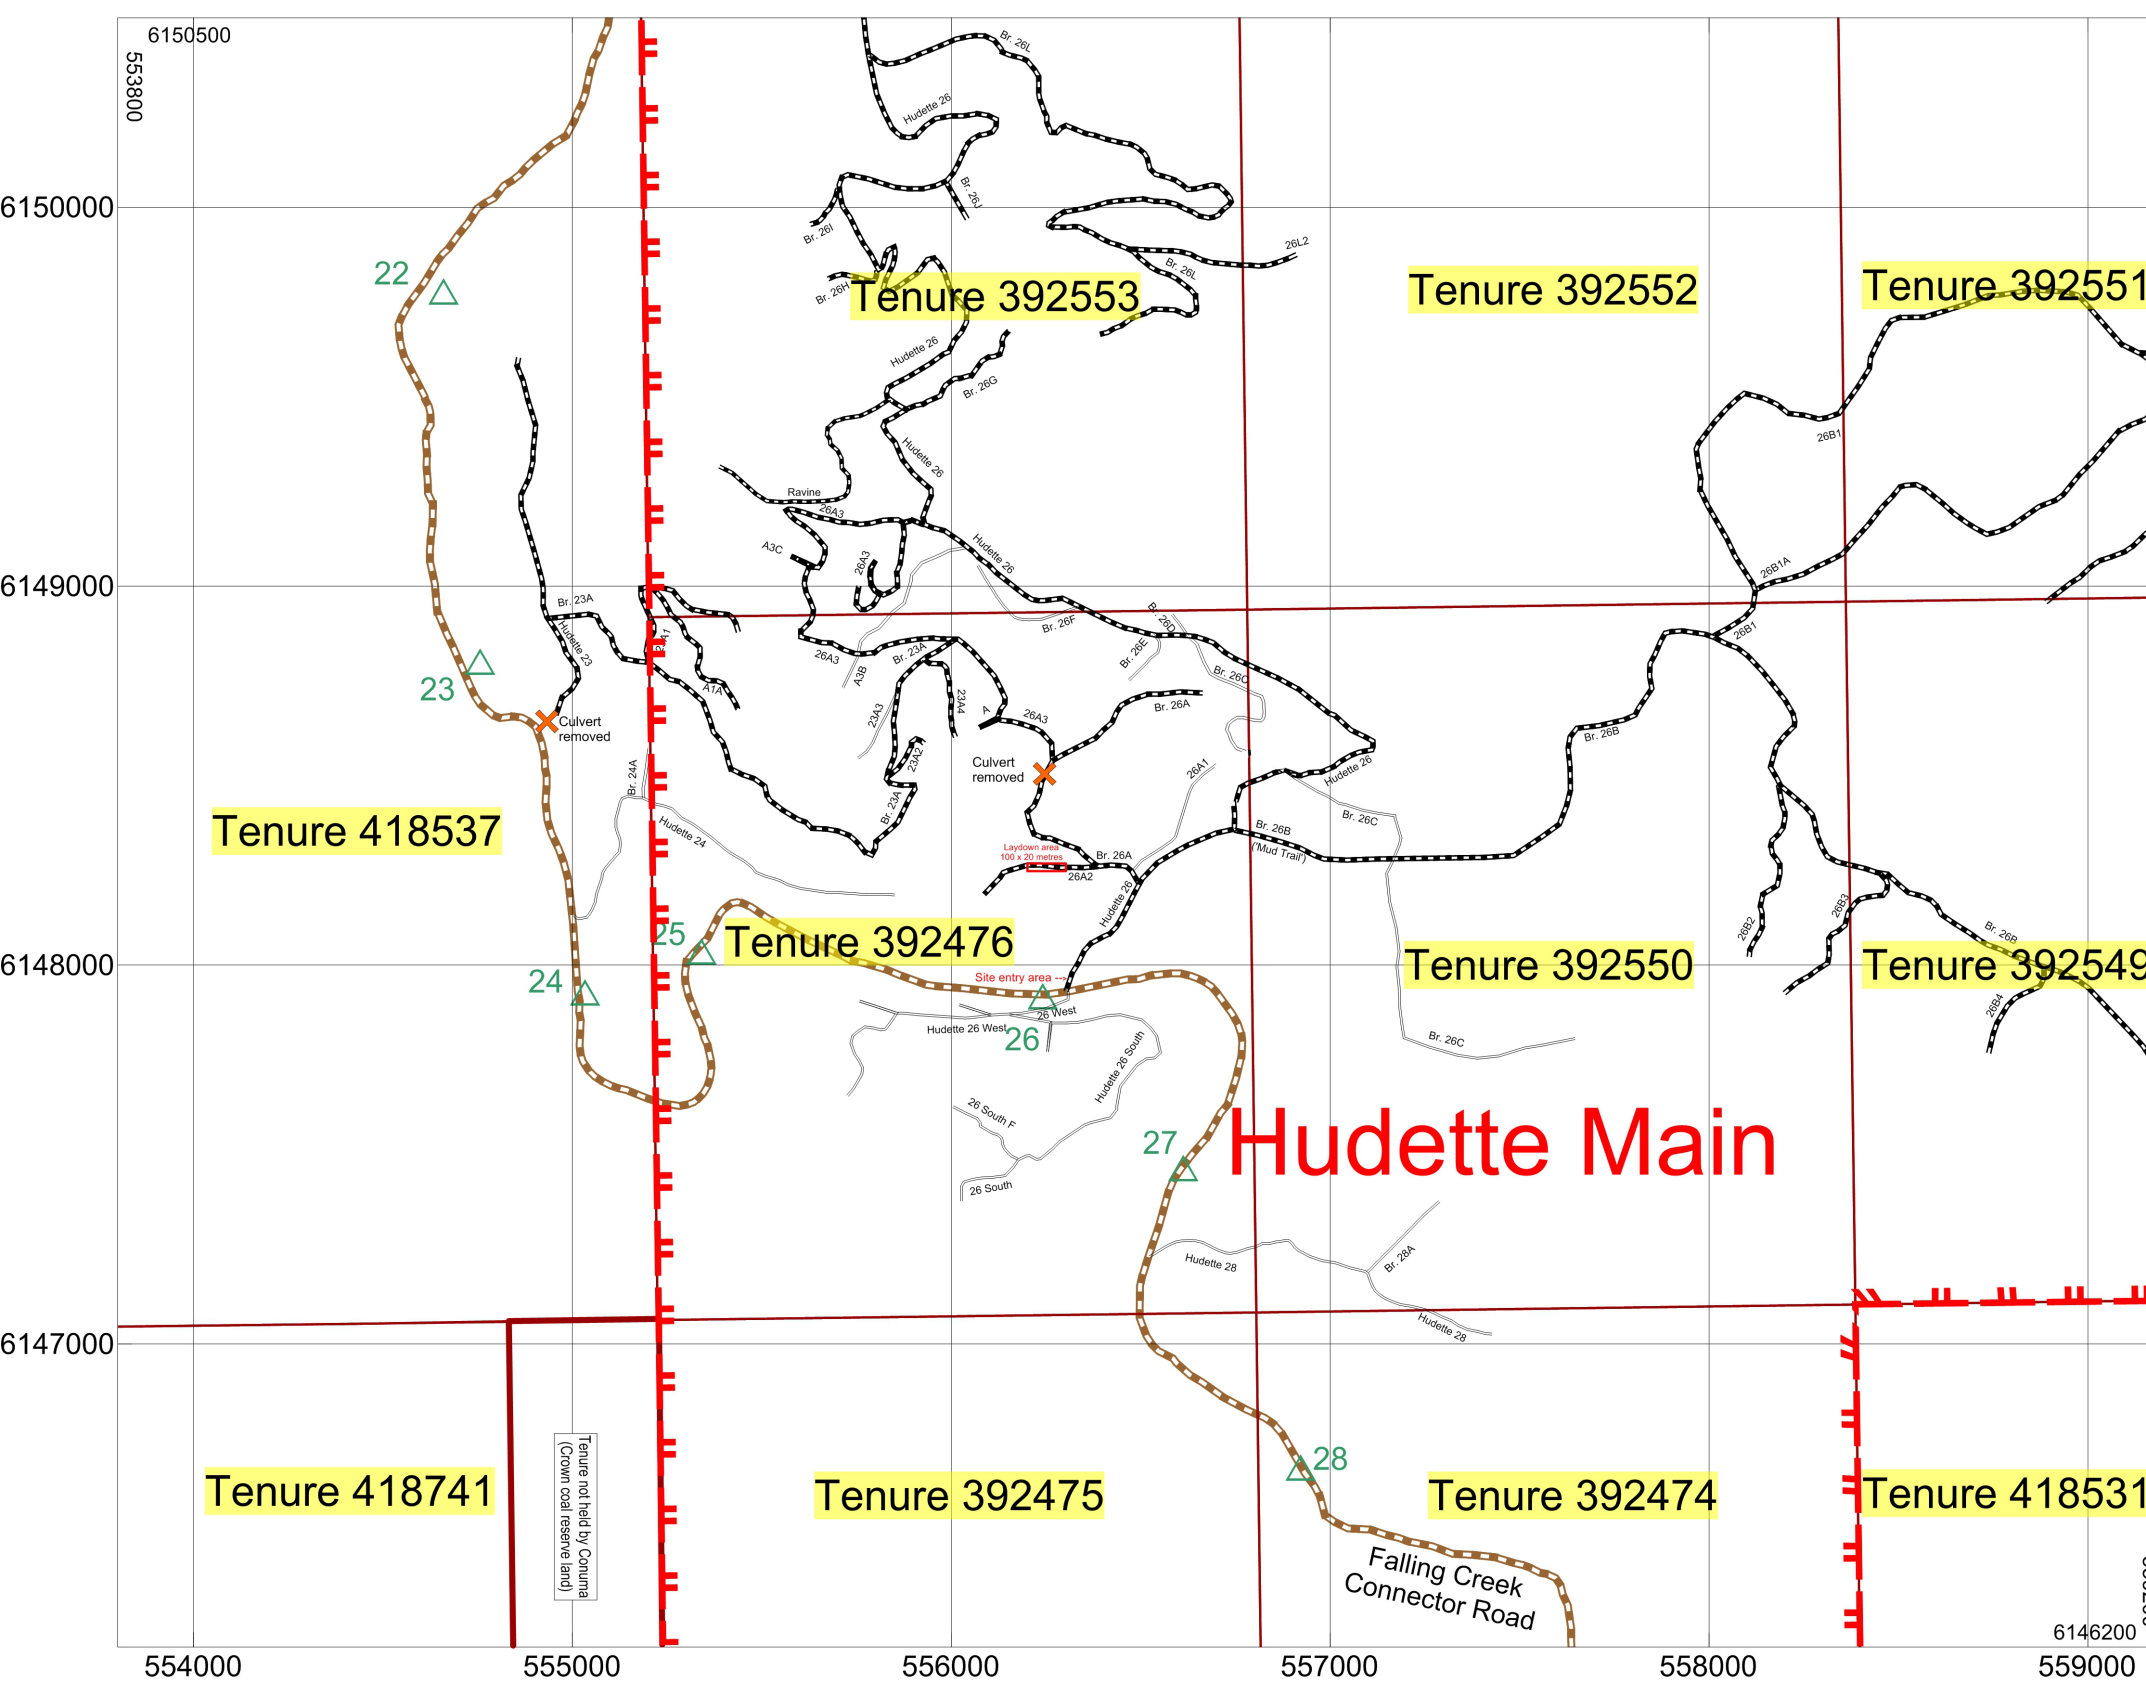 6150500
553800
Br. 26L
Hudette 26
6150000
Br. 26J
Br. 26I
26L2
Br. 26L
22
Br. 26H
Tenure 392553
Tenure 392552
Tenure 392551
Hudette 26
Br. 26G
26B1
Hudette 26
Ravine
26A3
A3C
26A3
Hudette 26
6149000
26B1A
Br. 23A
Hudette 23
Br. 26F
Br. 26D
Br. 26E
26B1
26A3
Br. 23A
A3B
Br. 26C
23
A1A
23A4
23A3
A
26A3
Br. 26A
Culvert
removed
Br. 26B
23A2
Culvert
removed
26A1
Hudette 26
Br. 24A
Br. 23A
Br. 26C
Tenure 418537
Hudette 24
Br. 26B
('Mud Trail')
Laydown area
100 x 20 metres
Br. 26A
26A2
Hudette 26
26B3
26B2
Br. 26B
25
Tenure 392476
6148000
Tenure 392550
Tenure 392549
24
Site entry area -->
26 West
Hudette 26 West
26
26B4
Br. 26C
Hudette 26 South
26 South F
27
Hudette Main
26 South
Hudette 28
Br. 28A
Hudette 28
6147000
Tenure not held by Conuma
(Crown coal reserve land)
28
Tenure 418741
Tenure 392475
Tenure 392474
Tenure 418531
Falling Creek
Connector Road
6146200
554000
555000
556000
557000
558000
559000